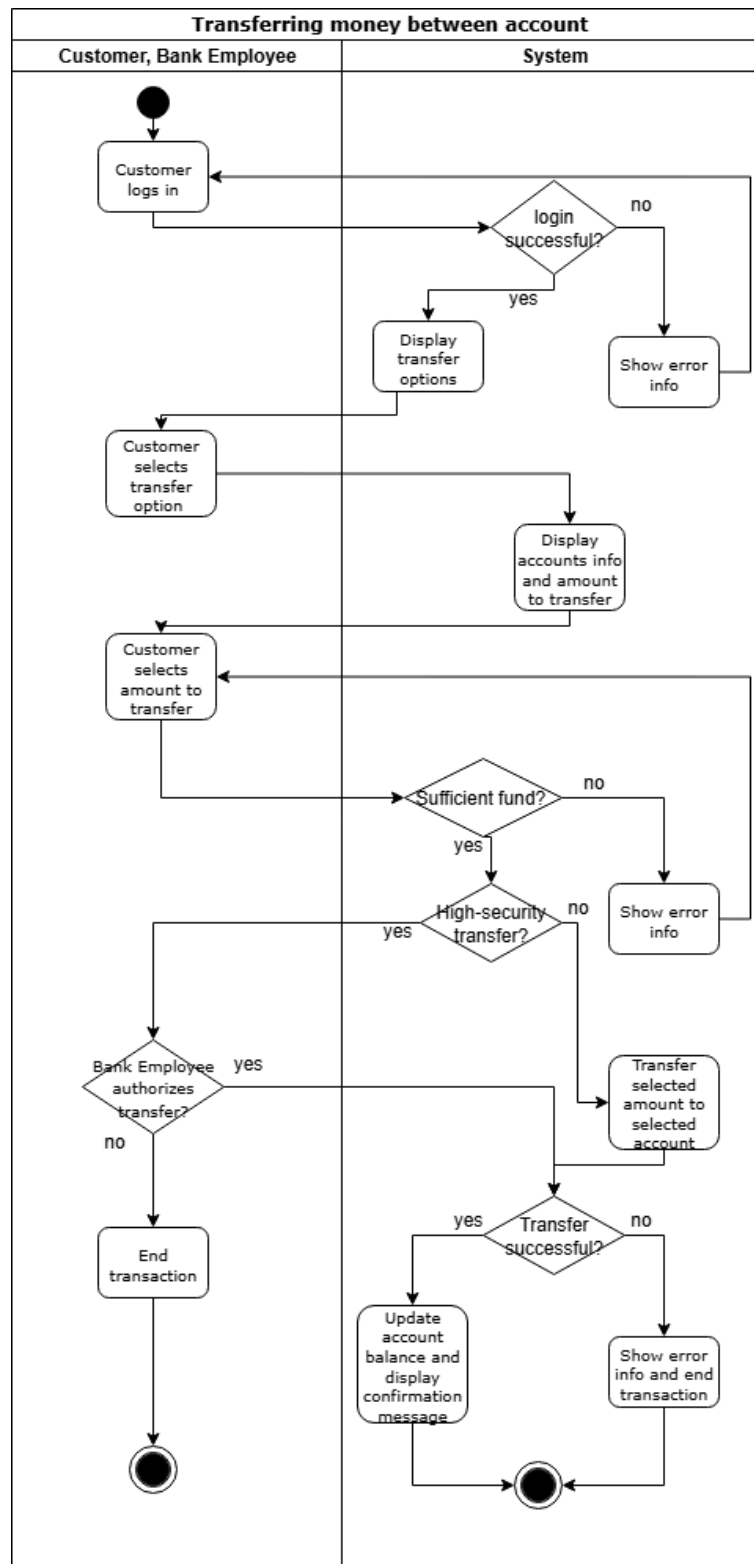 Transferring money between account
Customer, Bank Employee
System
Customer
logs in
login
successful?
no
yes
Display
transfer
options
Show error
info
Customer
selects
transfer
option
Display
accounts info
and amount
to transfer
Customer
selects
amount to
transfer
Sufficient fund?
no
yes
High-security
transfer?
no
yes
Show error
info
Bank Employee
authorizes
transfer?
yes
no
Transfer
selected
amount to
selected
account
Transfer
successful?
yes
no
End
transaction
Update
account
balance and
display
confirmation
message
Show error
info and end
transaction